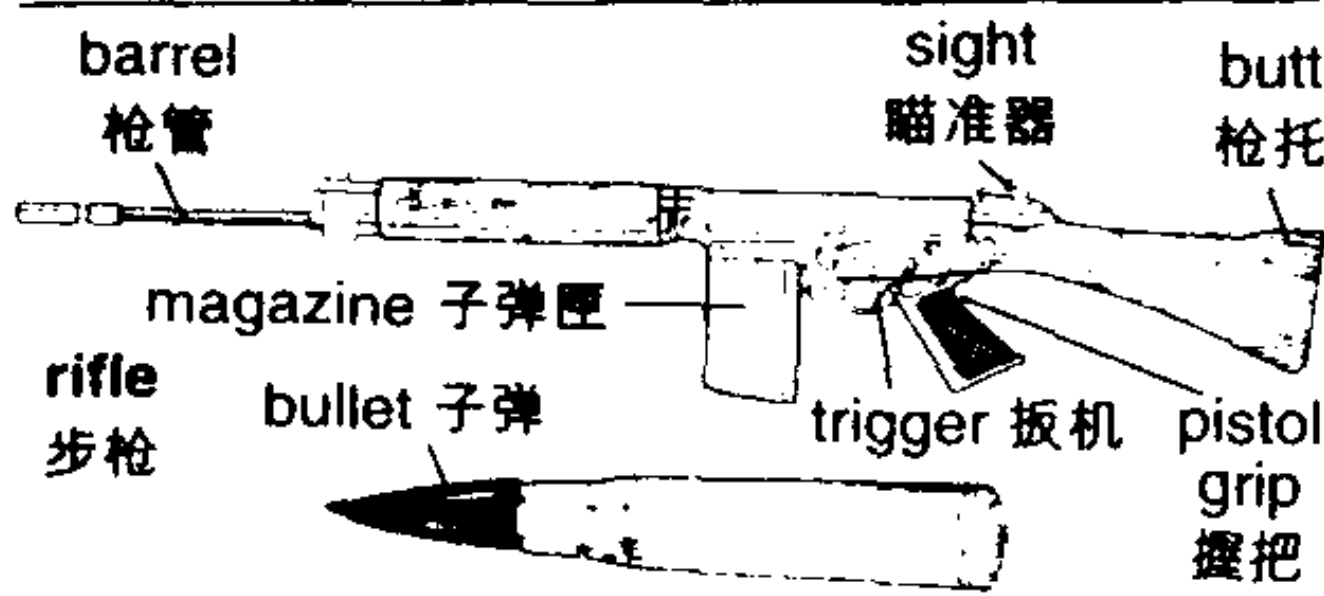 barrel
枪管
sight
瞄准器
butt
枪托
magazine 子弹匣
rifle
步枪
bullet 子弹
trigger 扳机
pistol
grip
握把